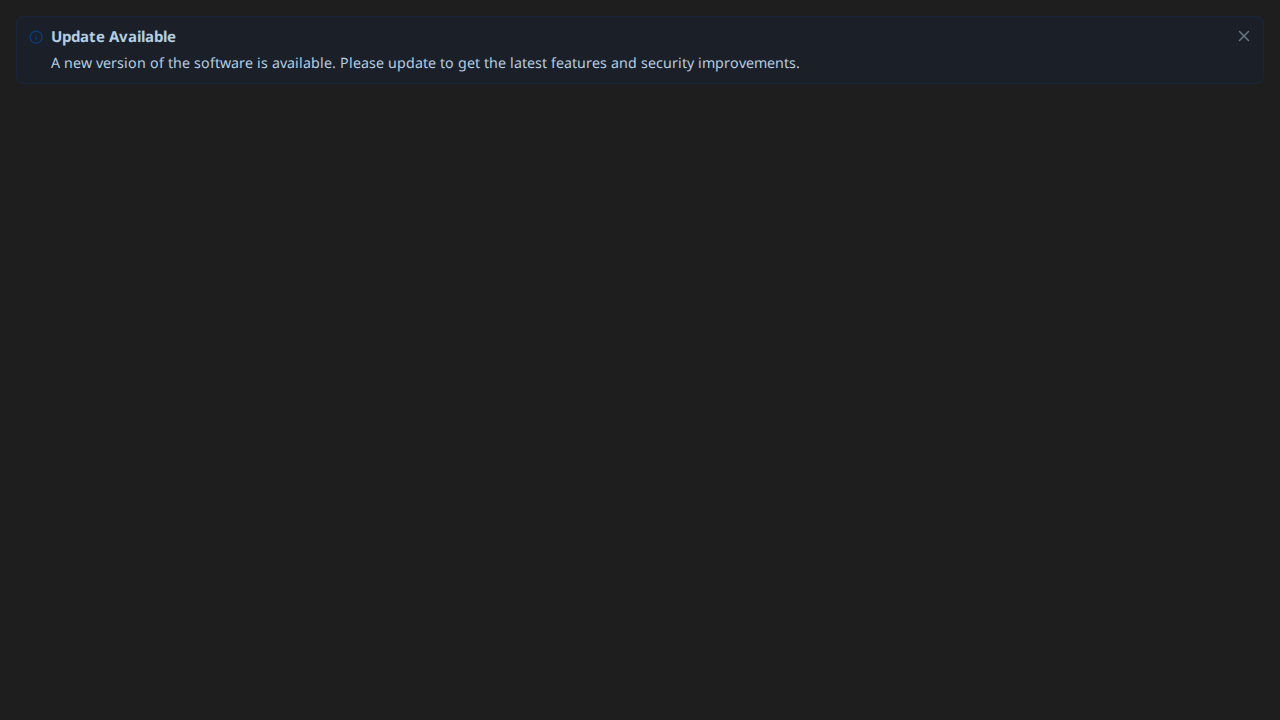 Update Available
A new version of the software is available. Please update to get the latest features and security improvements.